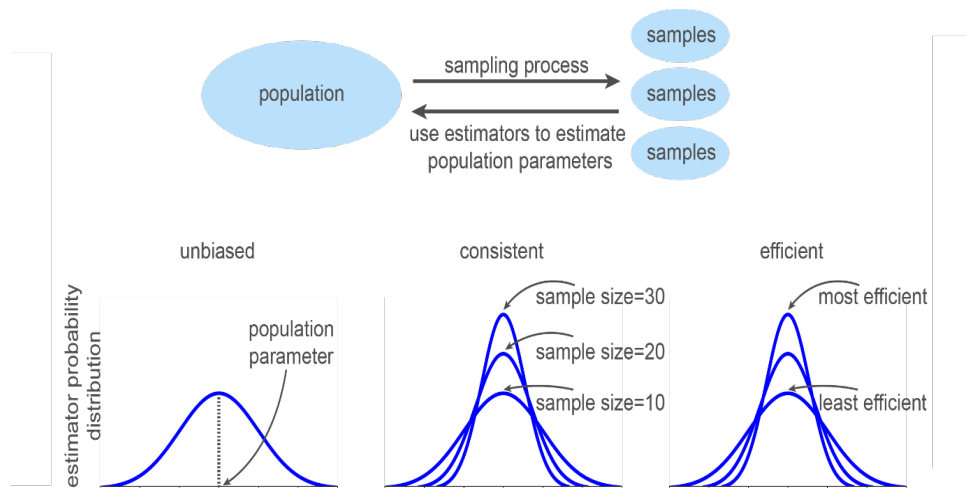 samples
sampling process
population
samples
use estimators to estimate
population parameters
samples
unbiased
consistent
efficient
estimator probability
distribution
population
parameter
sample size=30
sample size=20
sample size=10
most efficient
least efficient